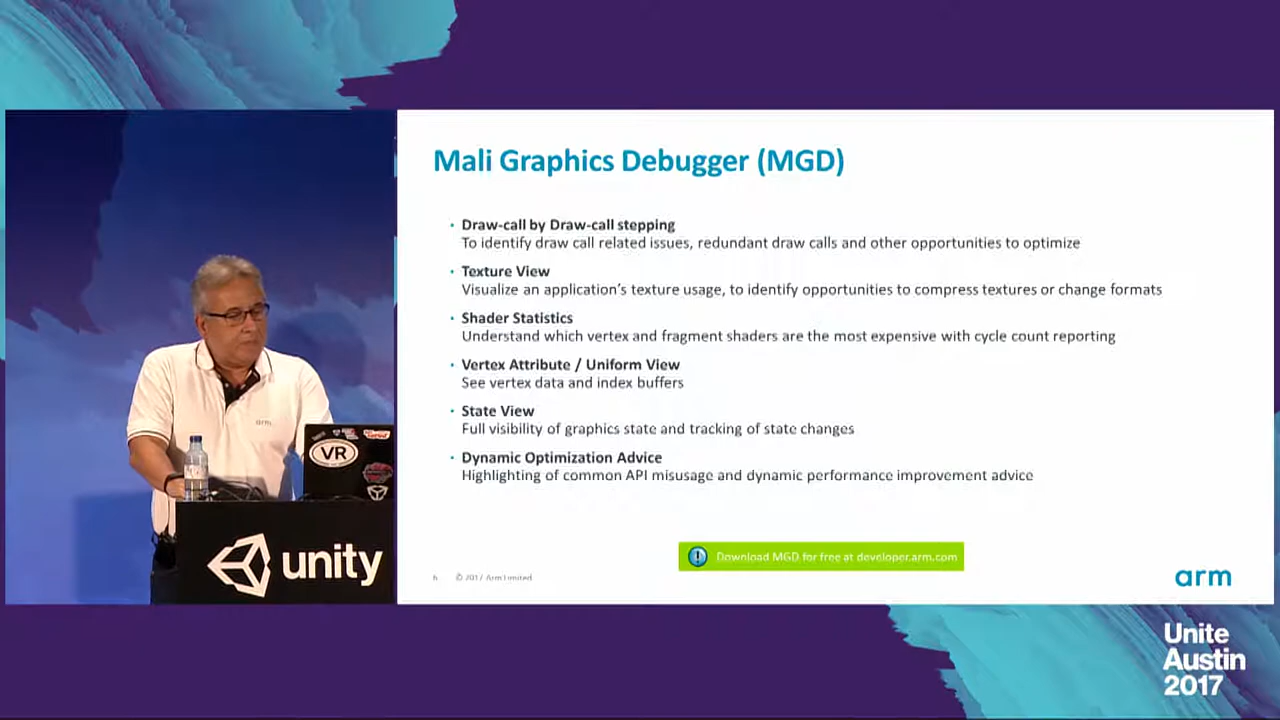 Mali Graphics Debugger (MGD)
• Draw-call by Draw-call stepping
To identify draw call related issues, redundant draw calls and other opportunities to optimize
• Texture View
Visualize an application's texture usage, to identify opportunities to compress textures or change formats
• Shader Statistics
Understand which vertex and fragment shaders are the most expensive with cycle count reporting
• Vertex Attribute / Uniform View
See vertex data and index buffers
• State View
Full visibility of graphics state and tracking of state changes
• Dynamic Optimization Advice
Highlighting of common API misusage and dynamic performance improvement advice
Download MGD for free at developer.arm.com
6 © 2017 Arm Limited
arm
arm
VR
unity
Unite
Austin
2017